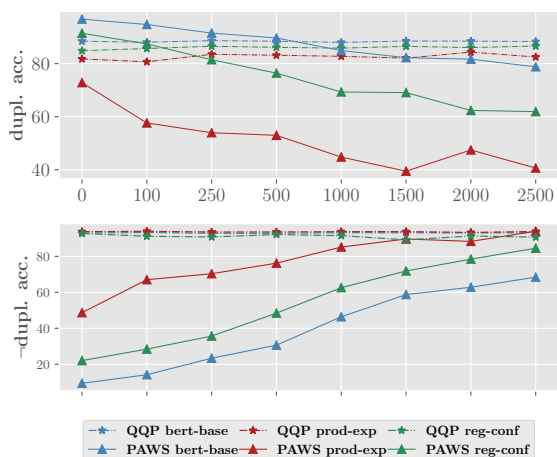 dupl. acc.
80
60
40
0 100 250 500 1000 1500 2000 2500
¬dupl. acc.
80
60
40
20
QQP bert-base QQP prod-exp QQP reg-conf
PAWS bert-base PAWS prod-exp PAWS reg-conf